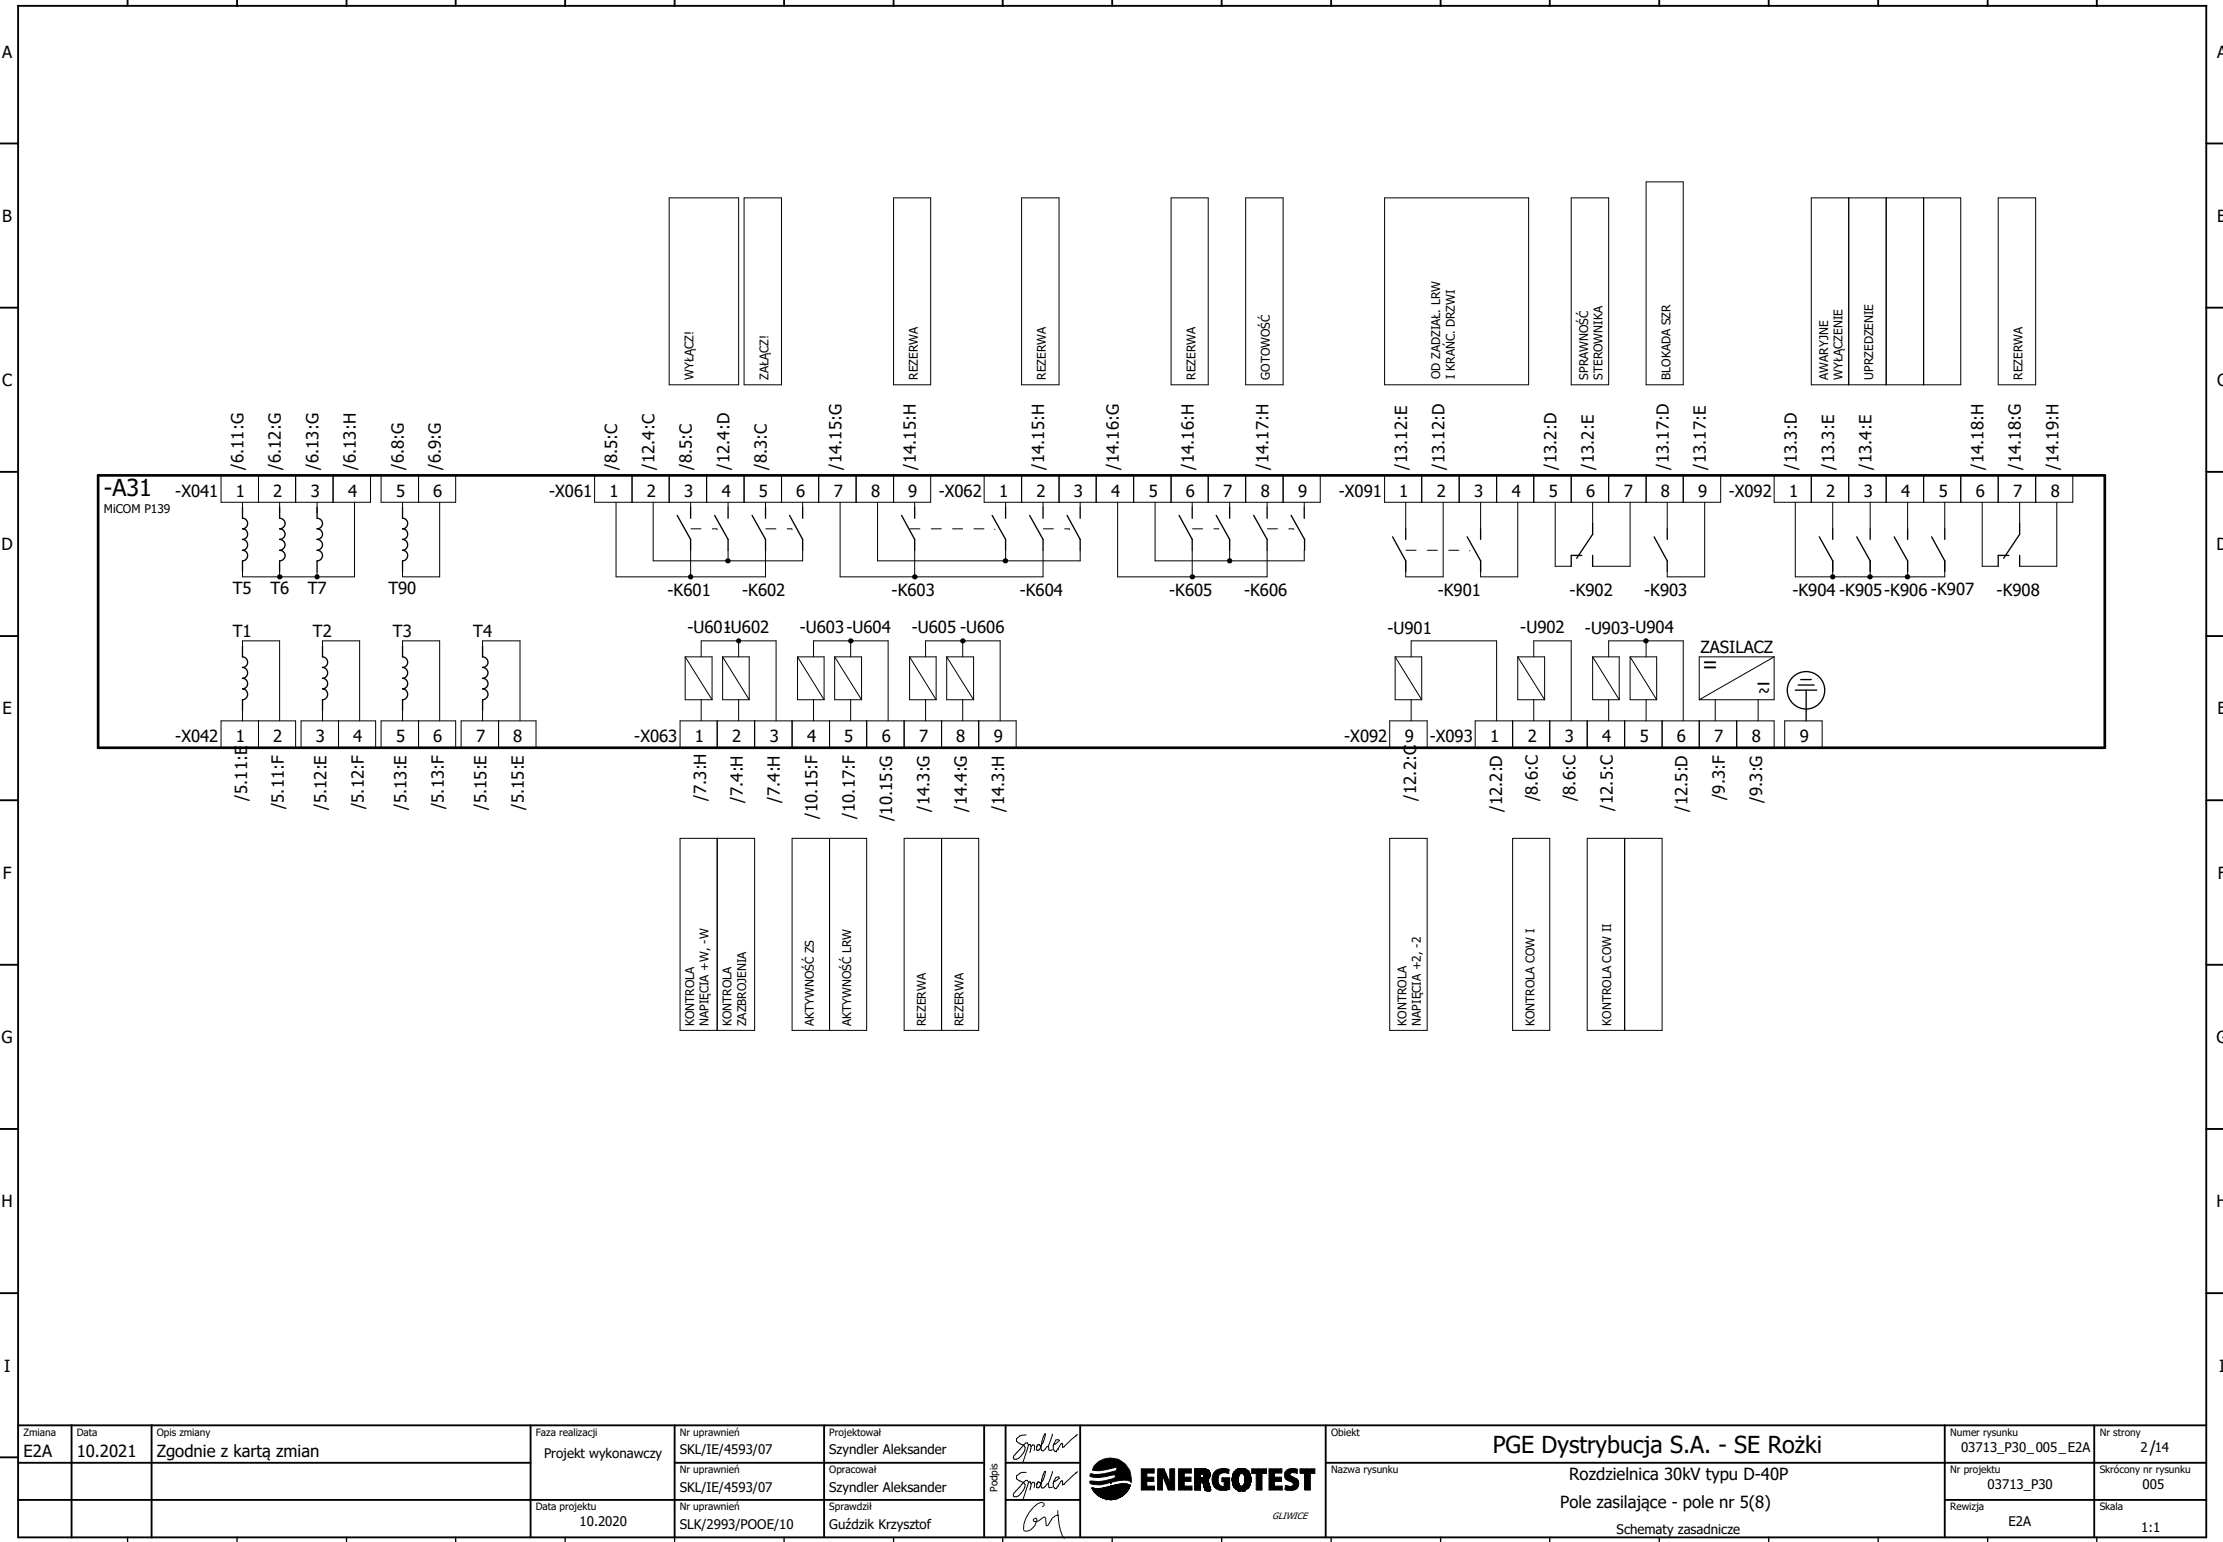 A
A
B
B
C
C
D
D
E
E
F
F
G
G
H
H
I
I
WYŁĄCZ!
ZAŁĄCZ!
REZERWA
REZERWA
REZERWA
GOTOWOŚĆ
OD ZADZIAŁ. LRW
I KRAŃC. DRZWI
SPRAWNOŚĆ
STEROWNIKA
BLOKADA SZR
AWARYJNE
WYŁĄCZENIE
UPRZEDZENIE
REZERWA
/6.11:G /6.12:G /6.13:G /6.13:H /6.8:G /6.9:G
/8.5:C /12.4:C /8.5:C /12.4:D /8.3:C /14.15:G /14.15:H /14.15:H /14.16:G /14.16:H /14.17:H
/13.12:E /13.12:D /13.2:D /13.2:E /13.17:D /13.17:E /13.3:D /13.3:E /13.4:E /14.18:H /14.18:G /14.19:H
-A31
MiCOM P139
-X041 1 2 3 4 5 6
-X061 1 2 3 4 5 6 7 8 9
-X062 1 2 3 4 5 6 7 8 9
-X091 1 2 3 4 5 6 7 8 9
-X092 1 2 3 4 5 6 7 8
T5 T6 T7 T90
-K601 -K602 -K603 -K604 -K605 -K606 -K901 -K902 -K903 -K904 -K905 -K906 -K907 -K908
T1 T2 T3 T4
-U601 -U602 -U603 -U604 -U605 -U606
-U901 -U902 -U903 -U904
ZASILACZ
-X042 1 2 3 4 5 6 7 8
-X063 1 2 3 4 5 6 7 8 9
-X092 9
-X093 1 2 3 4 5 6 7 8 9
/5.11:E /5.11:F /5.12:E /5.12:F /5.13:E /5.13:F /5.15:E /5.15:E
/7.3:H /7.4:H /7.4:H /10.15:F /10.17:F /10.15:G /14.3:G /14.4:G /14.3:H
/12.2:C /12.2:D /8.6:C /8.6:C /12.5:C /12.5:D /9.3:F /9.3:G
KONTROLA
NAPIĘCIA +W, -W
KONTROLA
ZAZBROJENIA
AKTYWNOŚĆ ZS
AKTYWNOŚĆ LRW
REZERWA
REZERWA
KONTROLA
NAPIĘCIA +2, -2
KONTROLA COW I
KONTROLA COW II
Zmiana
E2A
Data
10.2021
Opis zmiany
Zgodnie z kartą zmian
Faza realizacji
Projekt wykonawczy
Data projektu
10.2020
Nr uprawnień
SKL/IE/4593/07
Nr uprawnień
SKL/IE/4593/07
Nr uprawnień
SLK/2993/POOE/10
Projektował
Szyndler Aleksander
Opracował
Szyndler Aleksander
Sprawdził
Guździk Krzysztof
Podpis
ENERGOTEST
GLIWICE
Obiekt
PGE Dystrybucja S.A. - SE Rożki
Nazwa rysunku
Rozdzielnica 30kV typu D-40P
Pole zasilające - pole nr 5(8)
Schematy zasadnicze
Numer rysunku
03713_P30_005_E2A
Nr strony
2/14
Nr projektu
03713_P30
Skrócony nr rysunku
005
Rewizja
E2A
Skala
1:1